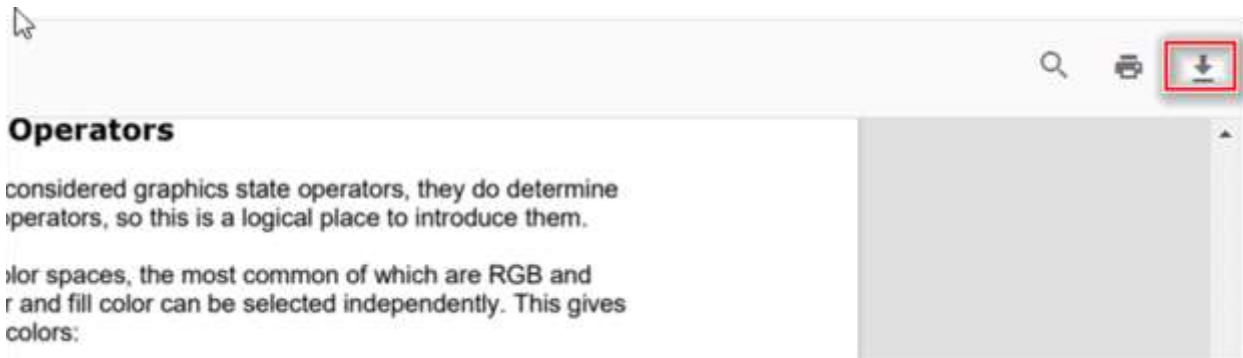 Operators
considered graphics state operators, they do determine
operators, so this is a logical place to introduce them.
spaces, the most common of which are RGB and
and fill color can be selected independently. This gives
colors: